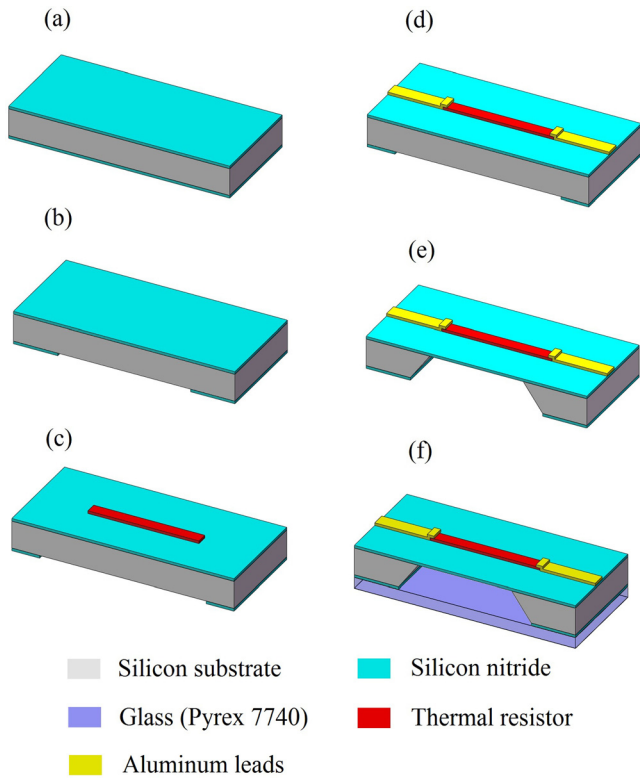 (a)
(d)
(b)
(e)
(c)
(f)
Silicon substrate
Silicon nitride
Glass (Pyrex 7740)
Thermal resistor
Aluminum leads